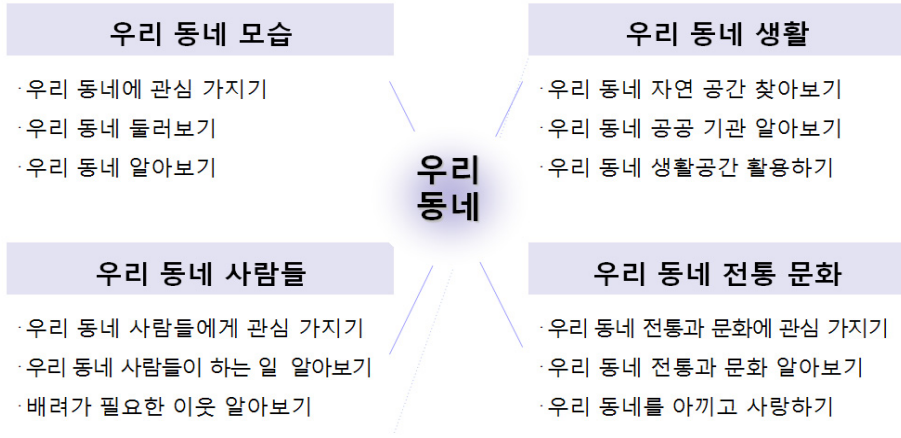 우리 동네 모습
·우리 동네에 관심 가지기
·우리 동네 둘러보기
·우리 동네 알아보기
우리 동네 생활
·우리 동네 자연 공간 찾아보기
·우리 동네 공공 기관 알아보기
·우리 동네 생활공간 활용하기
우리
동네
우리 동네 사람들
·우리 동네 사람들에게 관심 가지기
·우리 동네 사람들이 하는 일 알아보기
·배려가 필요한 이웃 알아보기
우리 동네 전통 문화
·우리 동네 전통과 문화에 관심 가지기
·우리 동네 전통과 문화 알아보기
·우리 동네를 아끼고 사랑하기